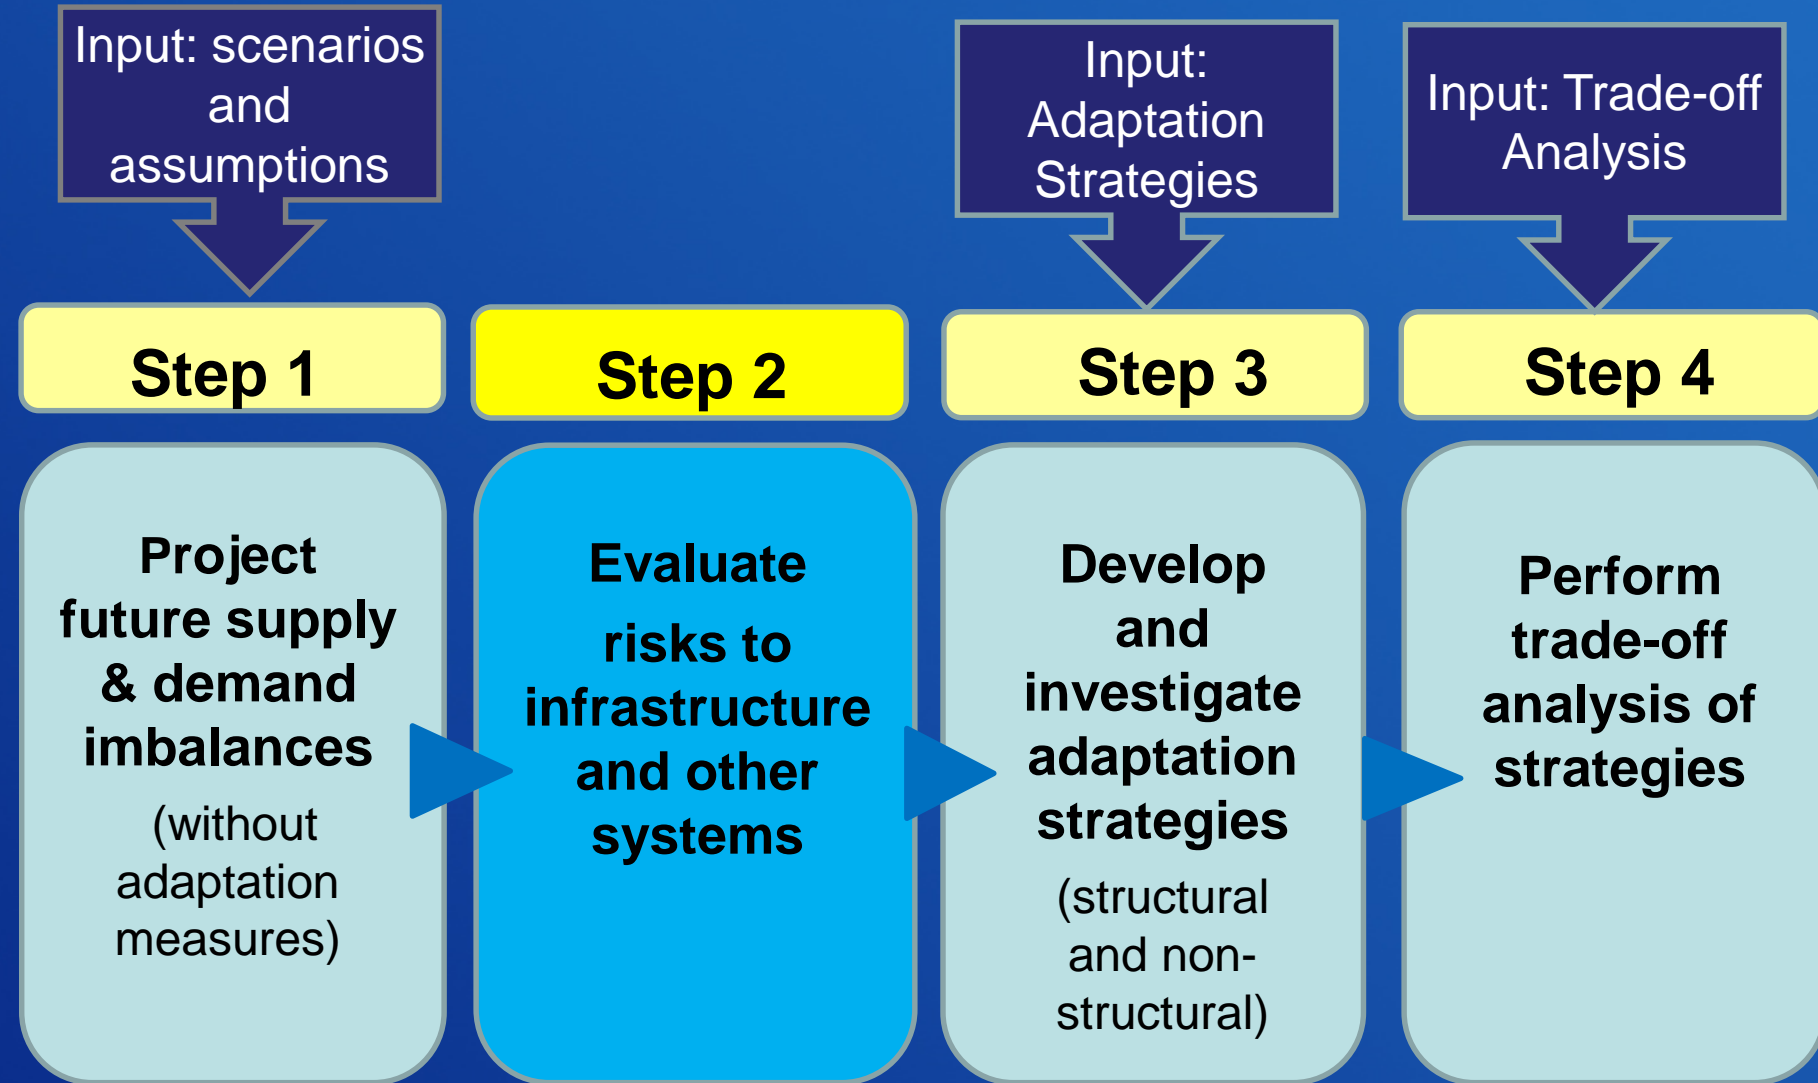 Input: scenarios
and
assumptions
Input:
Adaptation
Strategies
Input: Trade-off
Analysis
Step 1
Step 2
Step 3
Step 4
Project
future supply
& demand
imbalances
(without
adaptation
measures)
Evaluate
risks to
infrastructure
and other
systems
Develop
and
investigate
adaptation
strategies
(structural
and non-
structural)
Perform
trade-off
analysis of
strategies